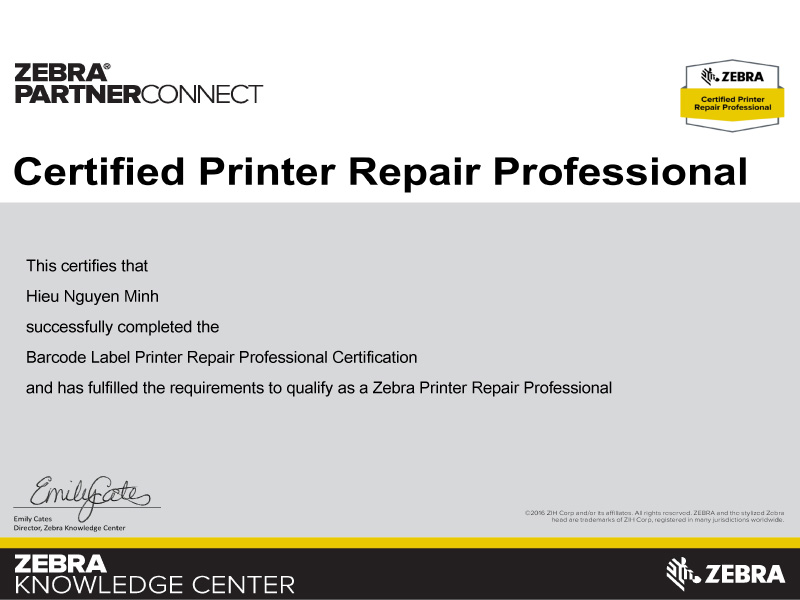 ZEBRA®
PARTNERCONNECT
ZEBRA
Certified Printer
Repair Professional
Certified Printer Repair Professional
This certifies that
Hieu Nguyen Minh
successfully completed the
Barcode Label Printer Repair Professional Certification
and has fulfilled the requirements to qualify as a Zebra Printer Repair Professional
Emily Cates
Emily Cates
Director, Zebra Knowledge Center
©2016 ZIH Corp and/or its affiliates. All rights reserved. ZEBRA and the stylized Zebra
head are trademarks of ZIH Corp, registered in many jurisdictions worldwide.
ZEBRA
KNOWLEDGE CENTER
ZEBRA